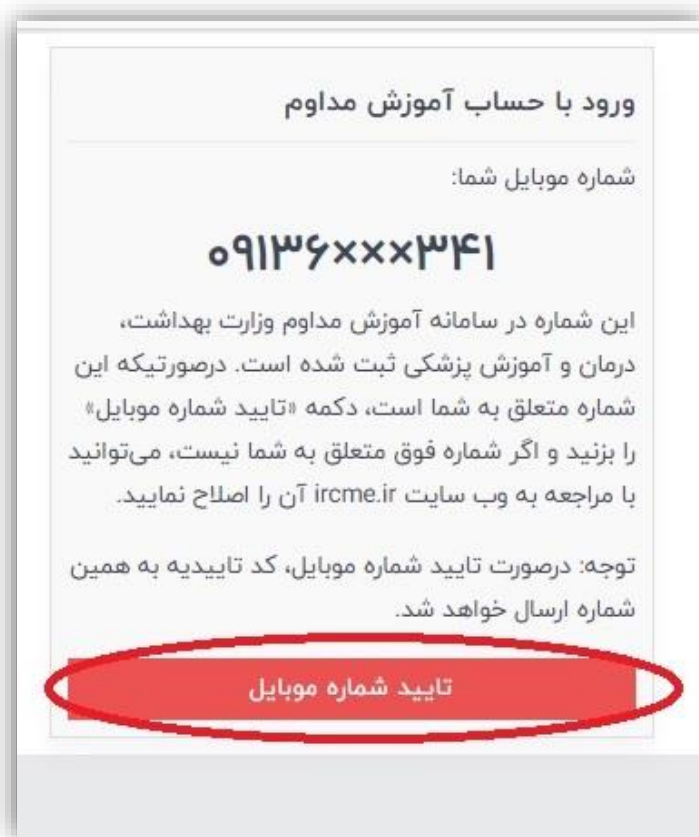 ورود با حساب آموزش مداوم
شماره موبایل شما:
۰۹۱۳۶×××۳۴۱
این شماره در سامانه آموزش مداوم وزارت بهداشت،
درمان و آموزش پزشکی ثبت شده است. درصورتیکه این
شماره متعلق به شما است، دکمه «تایید شماره موبایل»
را بزنید و اگر شماره فوق متعلق به شما نیست، می‌توانید
با مراجعه به وب سایت ircme.ir آن را اصلاح نمایید.
توجه: درصورت تایید شماره موبایل، کد تاییدیه به همین
شماره ارسال خواهد شد.
تایید شماره موبایل